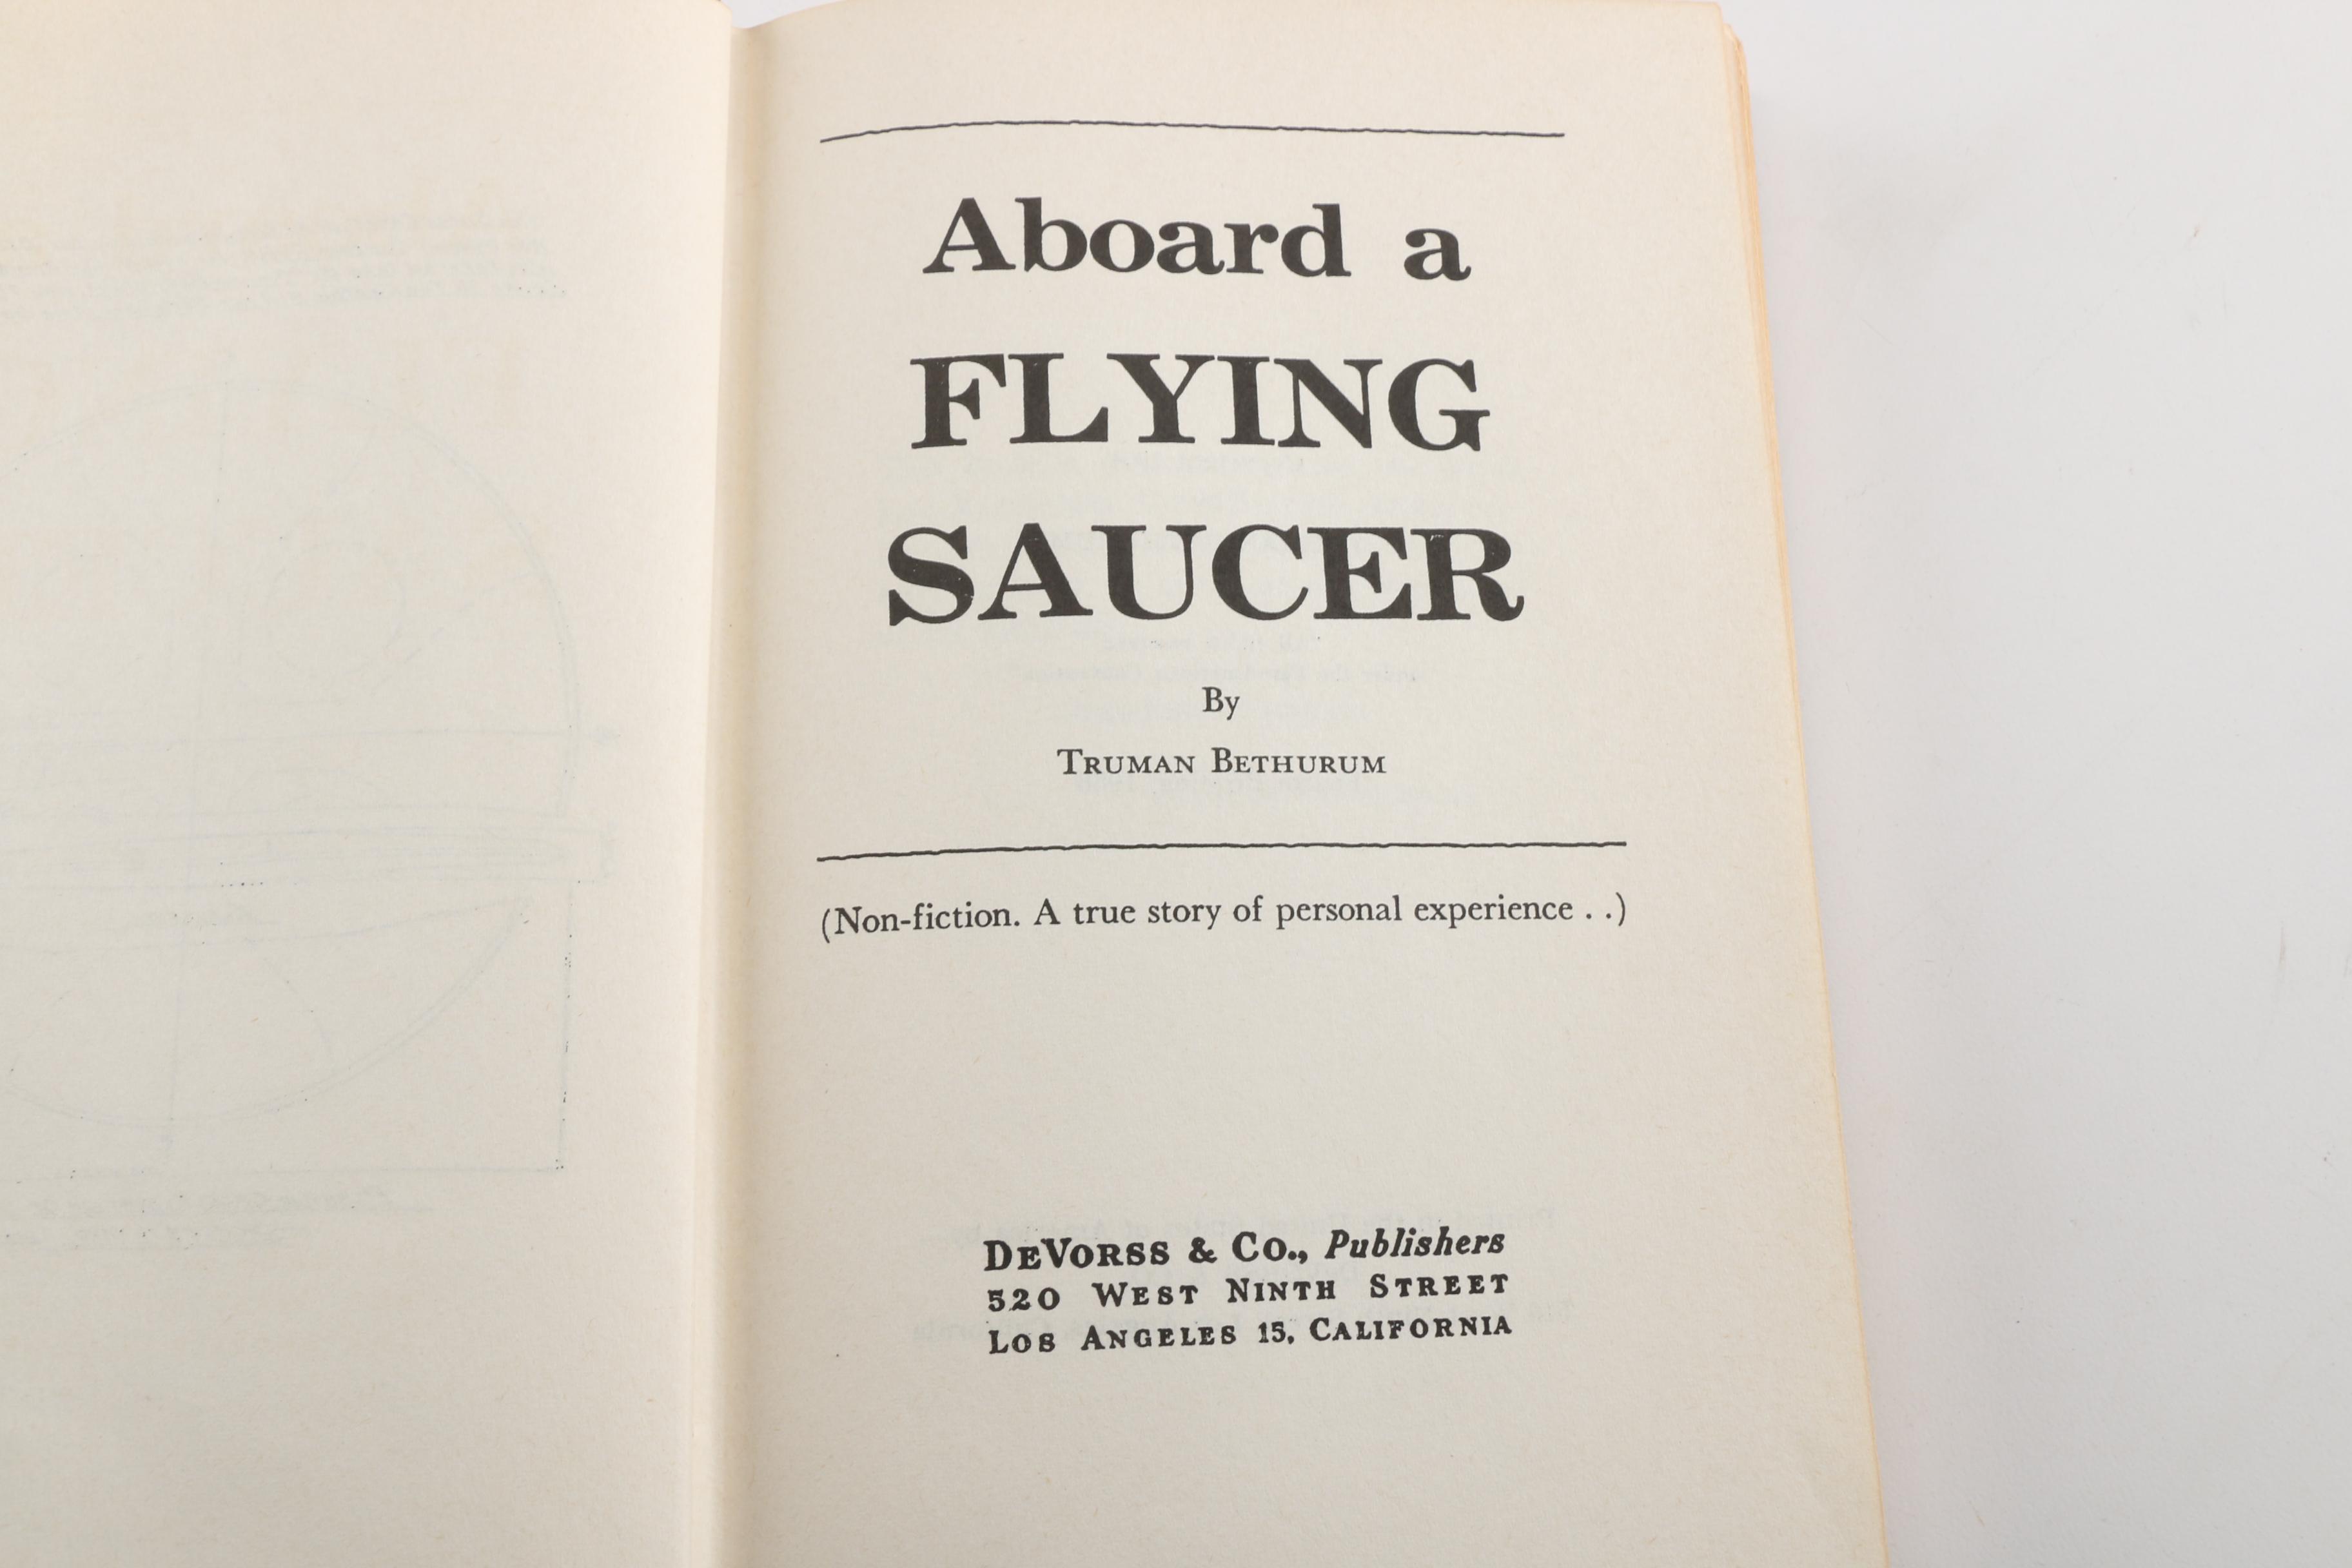 Aboard a
FLYING
SAUCER
By
TRUMAN BETHURUM
(Non-fiction. A true story of personal experience . .)
DEVORSS & CO., Publishers
520 WEST NINTH STREET
LOS ANGELES 15, CALIFORNIA